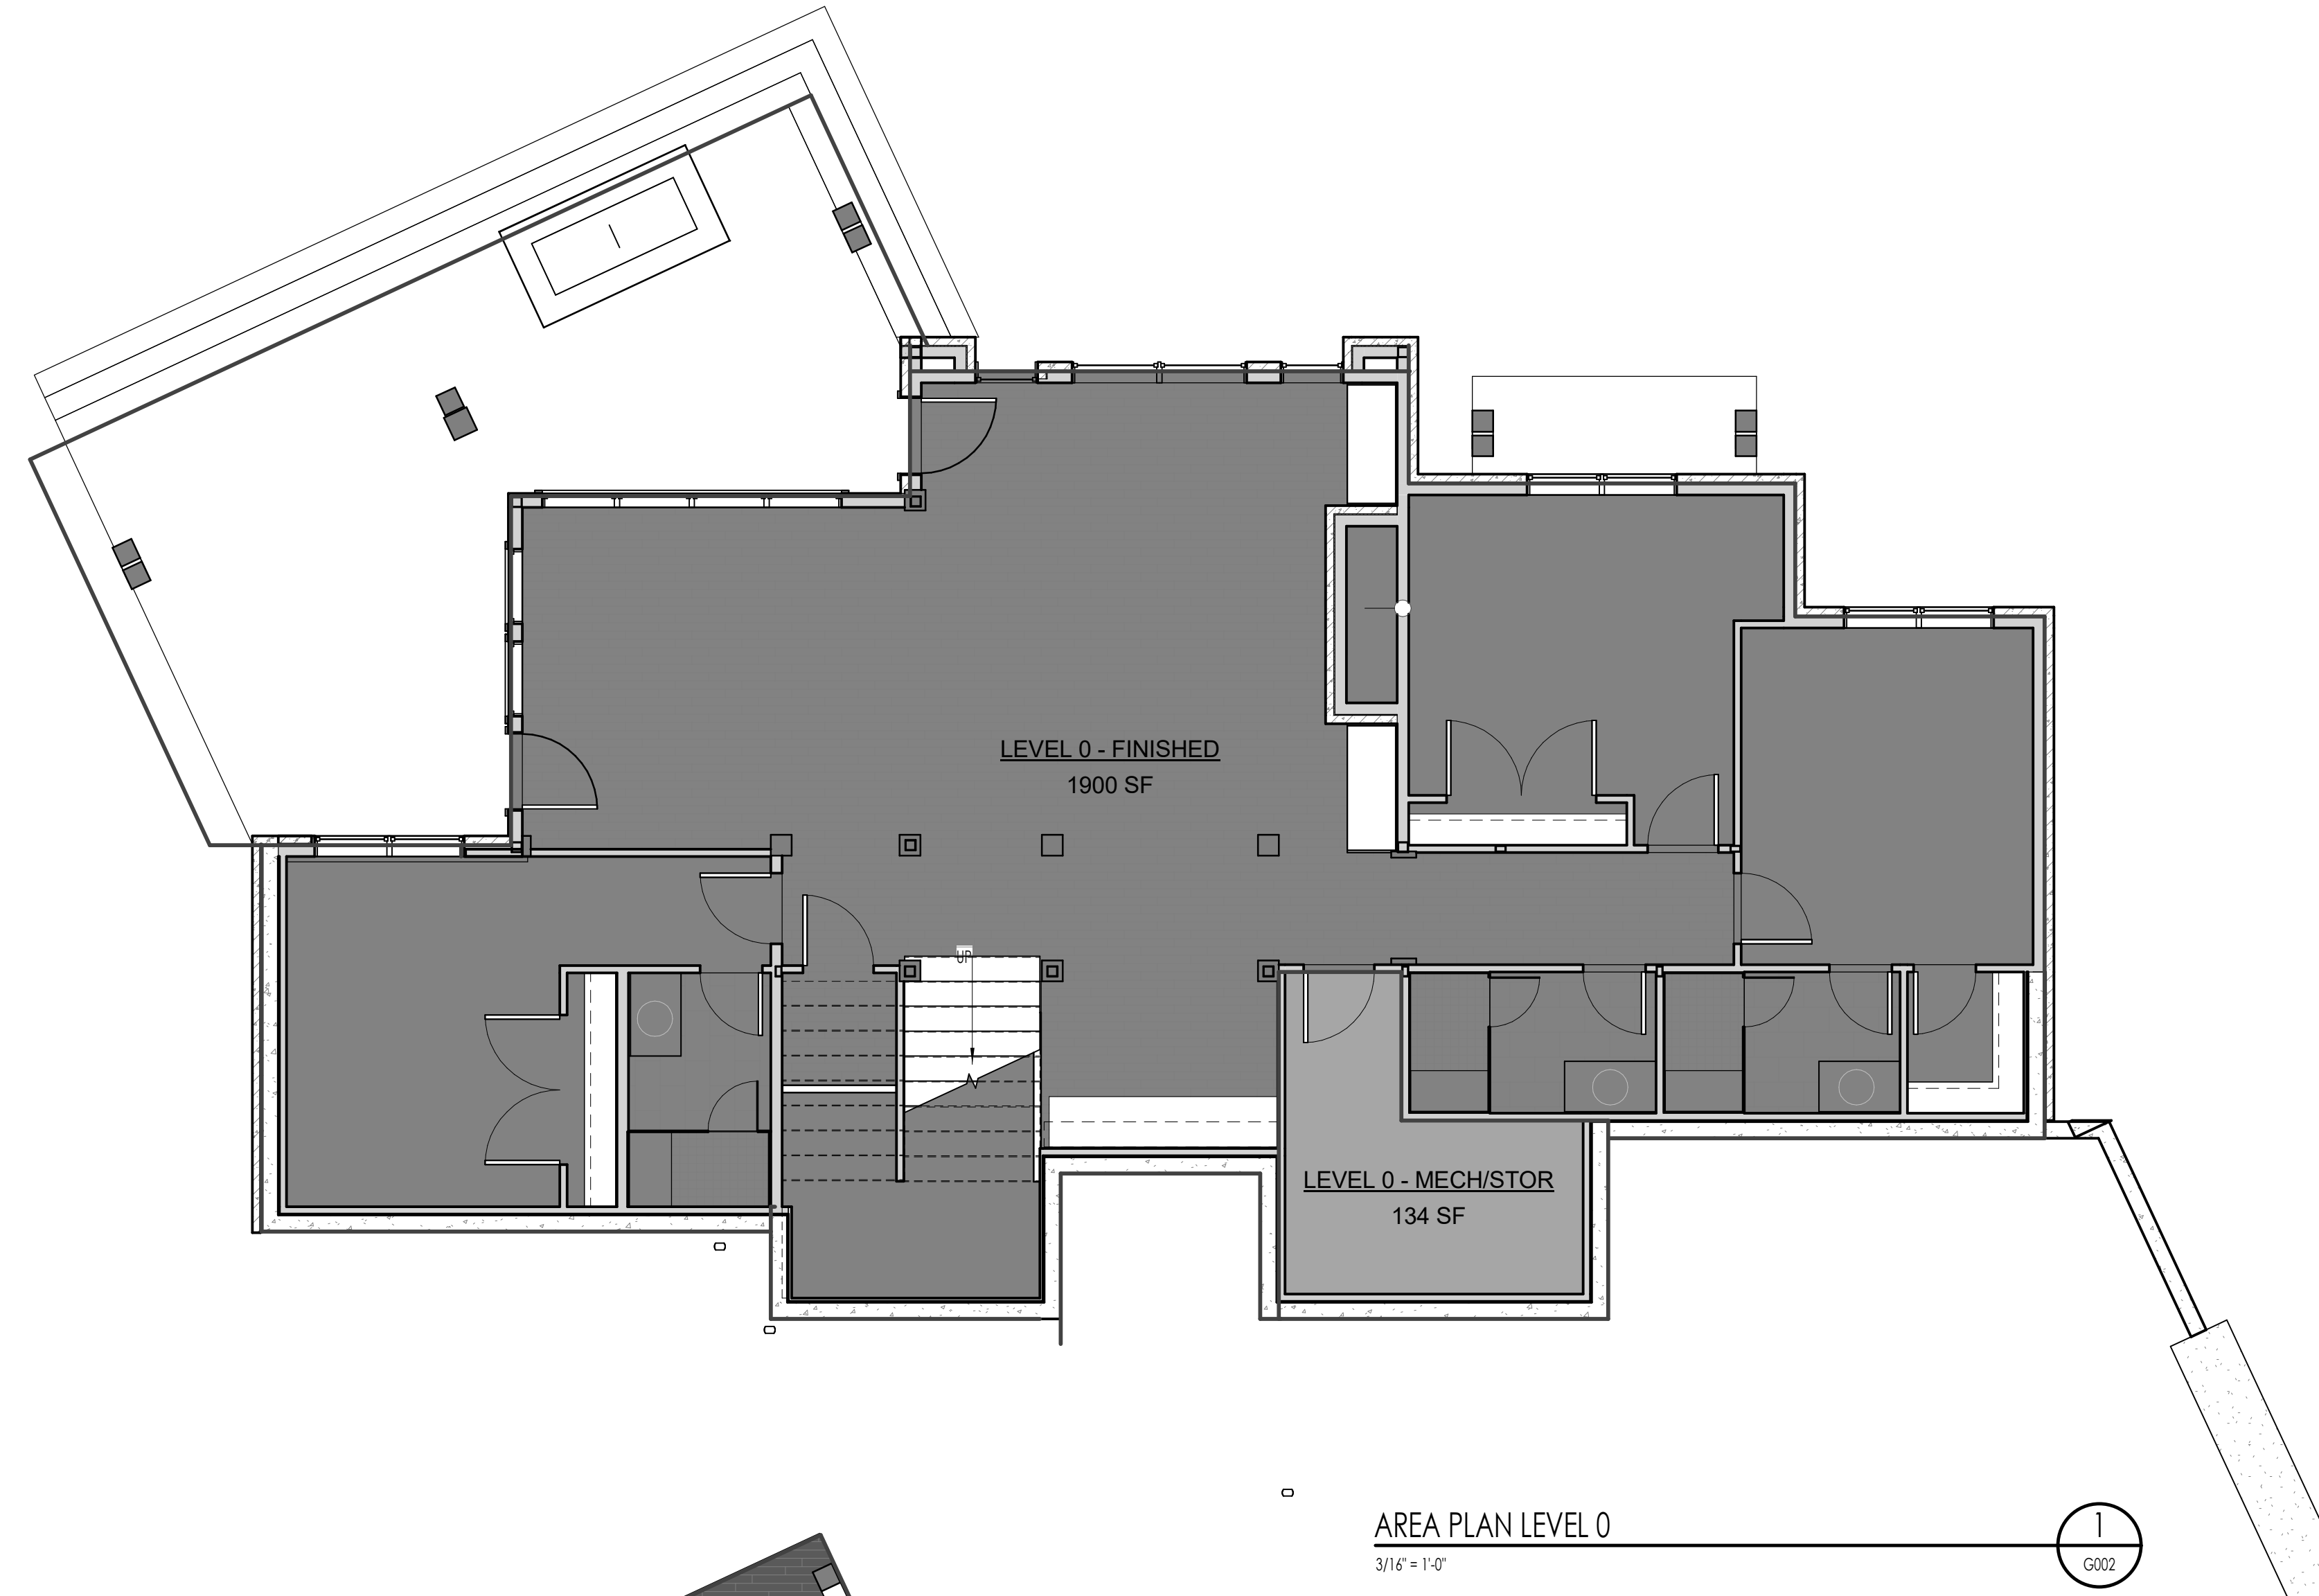 LEVEL 0 - FINISHED
1900 SF
UP
LEVEL 0 - MECH/STOR
134 SF
AREA PLAN LEVEL 0
3/16" = 1'-0"
1
G002